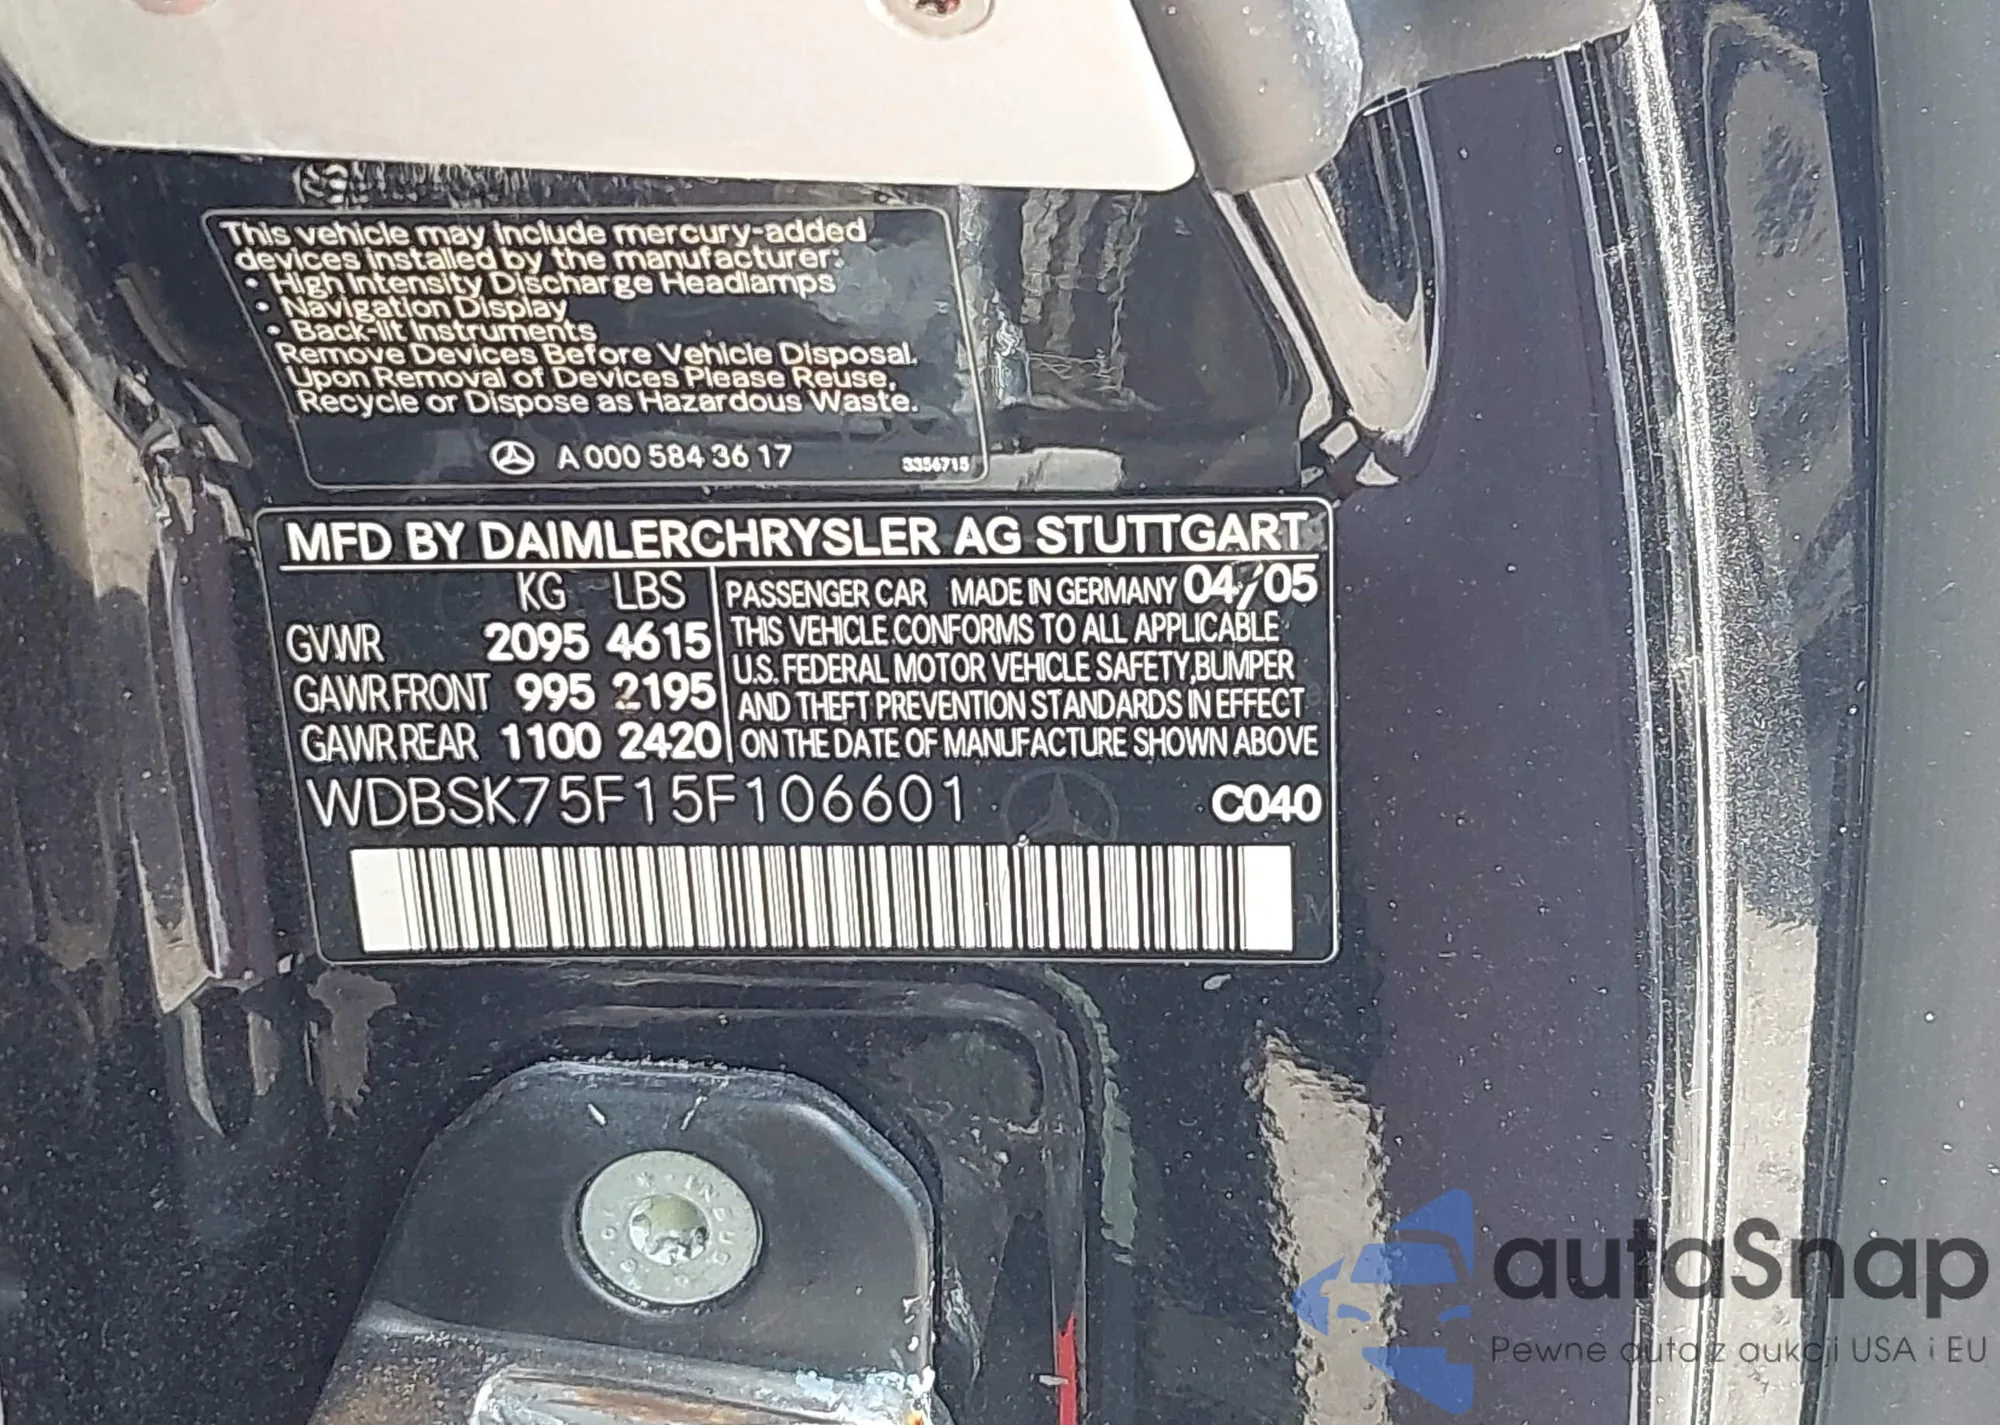 This vehicle may include mercury-added
devices installed by the manufacturer:
• High Intensity Discharge Headlamps
• Navigation Display
• Back-lit Instruments
Remove Devices Before Vehicle Disposal.
Upon Removal of Devices Please Reuse,
Recycle or Dispose as Hazardous Waste.
A 000 584 36 17 3356715
MFD BY DAIMLERCHRYSLER AG STUTTGART
KG LBS
GVWR 2095 4615
GAWR FRONT 995 2195
GAWR REAR 1100 2420
PASSENGER CAR MADE IN GERMANY 04/05
THIS VEHICLE CONFORMS TO ALL APPLICABLE
U.S. FEDERAL MOTOR VEHICLE SAFETY, BUMPER
AND THEFT PREVENTION STANDARDS IN EFFECT
ON THE DATE OF MANUFACTURE SHOWN ABOVE
WDBSK75F15F106601 C040
autaSnap
Pewne auta z aukcji USA i EU